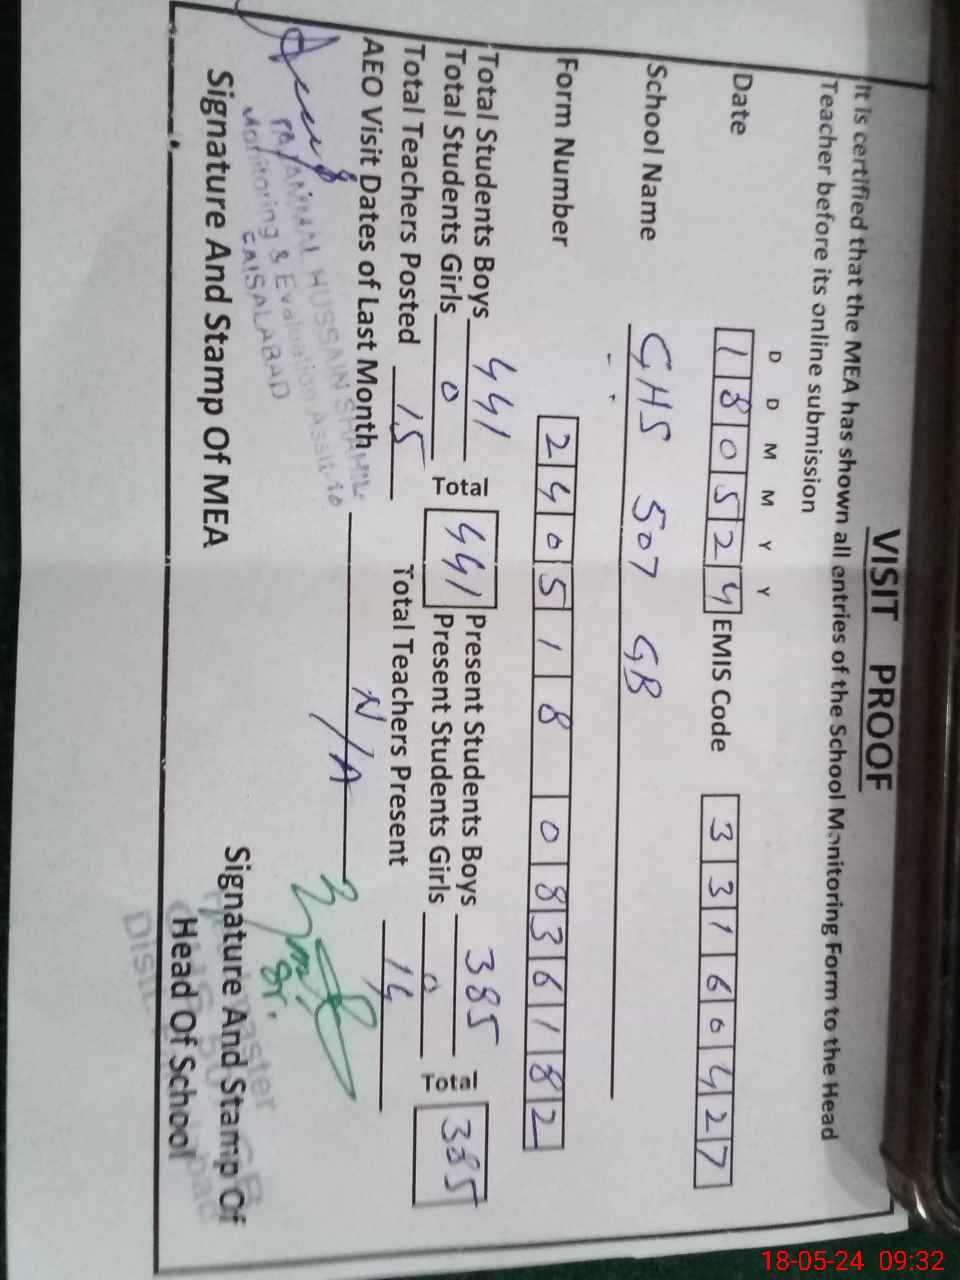 VISIT PROOF
It is certified that the MEA has shown all entries of the School Monitoring Form to the Head
Teacher before its online submission
D D M M Y Y
Date 1 8 0 5 2 4 EMIS Code 3 3 1 6 0 4 2 7
School Name GHS 507 GB
Form Number 2 4 0 5 1 8 0 8 3 6 1 8 2
Total Students Boys 441 Total 441 Present Students Boys 385 Total 385
Total Students Girls 0 Present Students Girls 0
Total Teachers Posted 15 Total Teachers Present 14
AEO Visit Dates of Last Month N/A
HUSSAIN
Monitoring & Evaluation Assit
FAISALABAD
Signature And Stamp Of MEA
Signature And Stamp Of
Head Of School
18-05-24 09:32